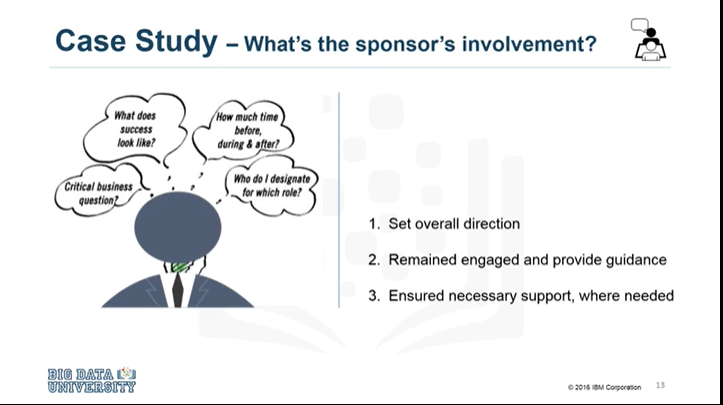 Case Study – What's the sponsor's involvement?
What does
success
look like?
How much time
before,
during & after?
Critical business
question?
Who do I designate
for which role?
1. Set overall direction
2. Remained engaged and provide guidance
3. Ensured necessary support, where needed
BIG DATA
UNIVERSITY
© 2016 IBM Corporation
13